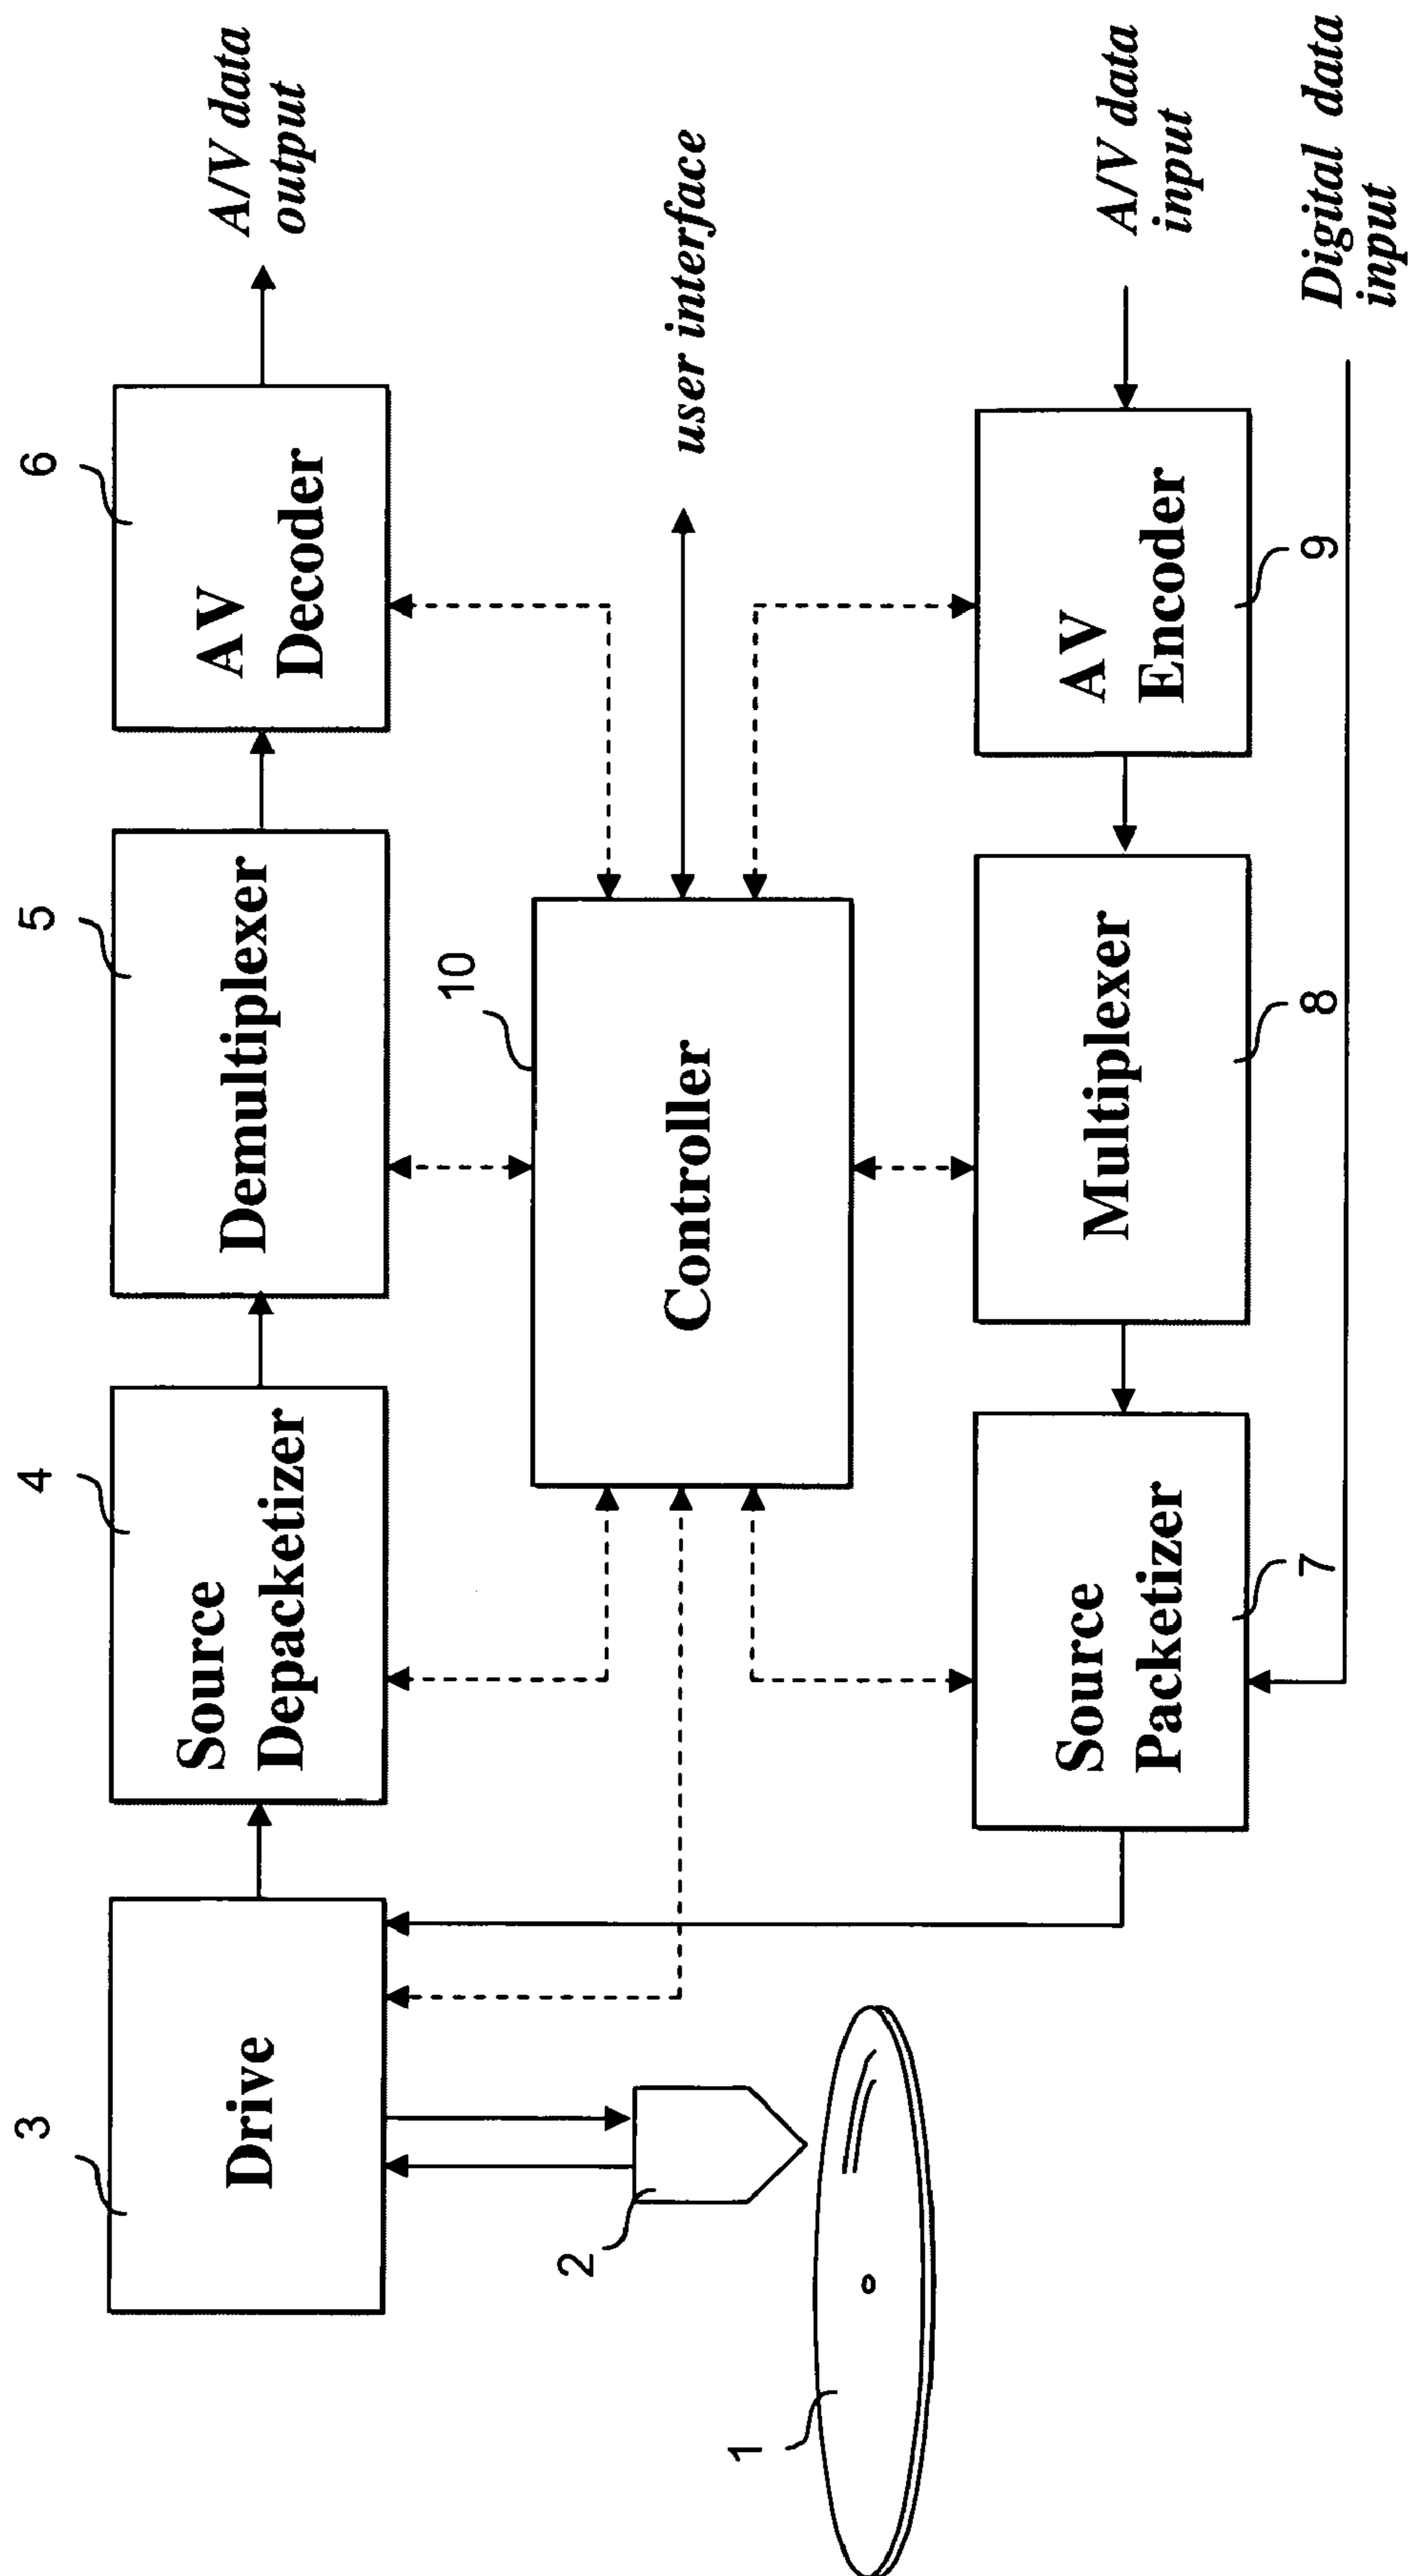 3
Drive
4
Source
Depacketizer
5
Demultiplexer
6
AV
Decoder
A/V data
output
2
1
10
Controller
user interface
Source
Packetizer
7
Multiplexer
8
AV
Encoder
9
A/V data
input
Digital data
input